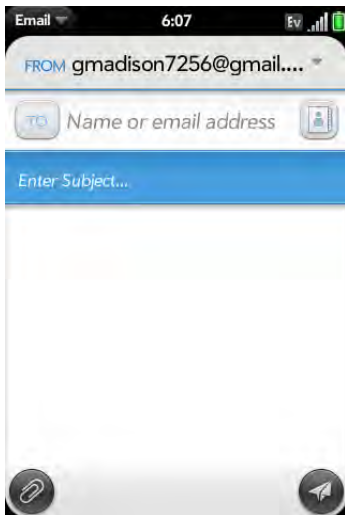 Email 6:07 Ev
FROM gmadison7256@gmail....
TO Name or email address
Enter Subject...